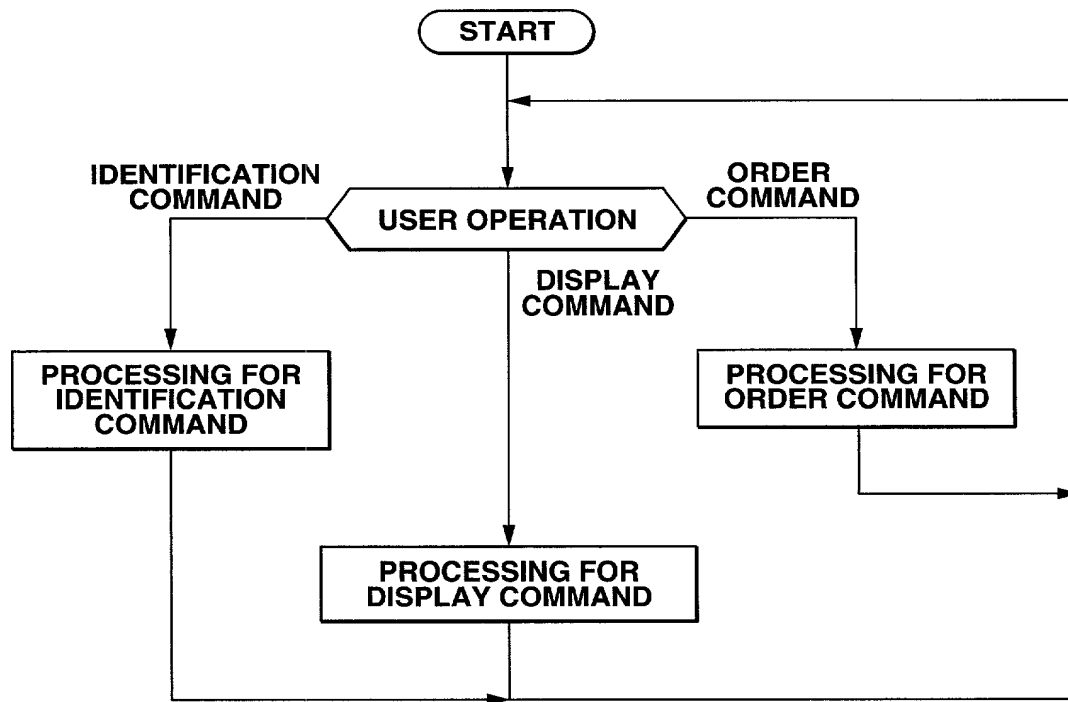 START
IDENTIFICATION
COMMAND
ORDER
COMMAND
USER OPERATION
DISPLAY
COMMAND
PROCESSING FOR
IDENTIFICATION
COMMAND
PROCESSING FOR
ORDER COMMAND
PROCESSING FOR
DISPLAY COMMAND